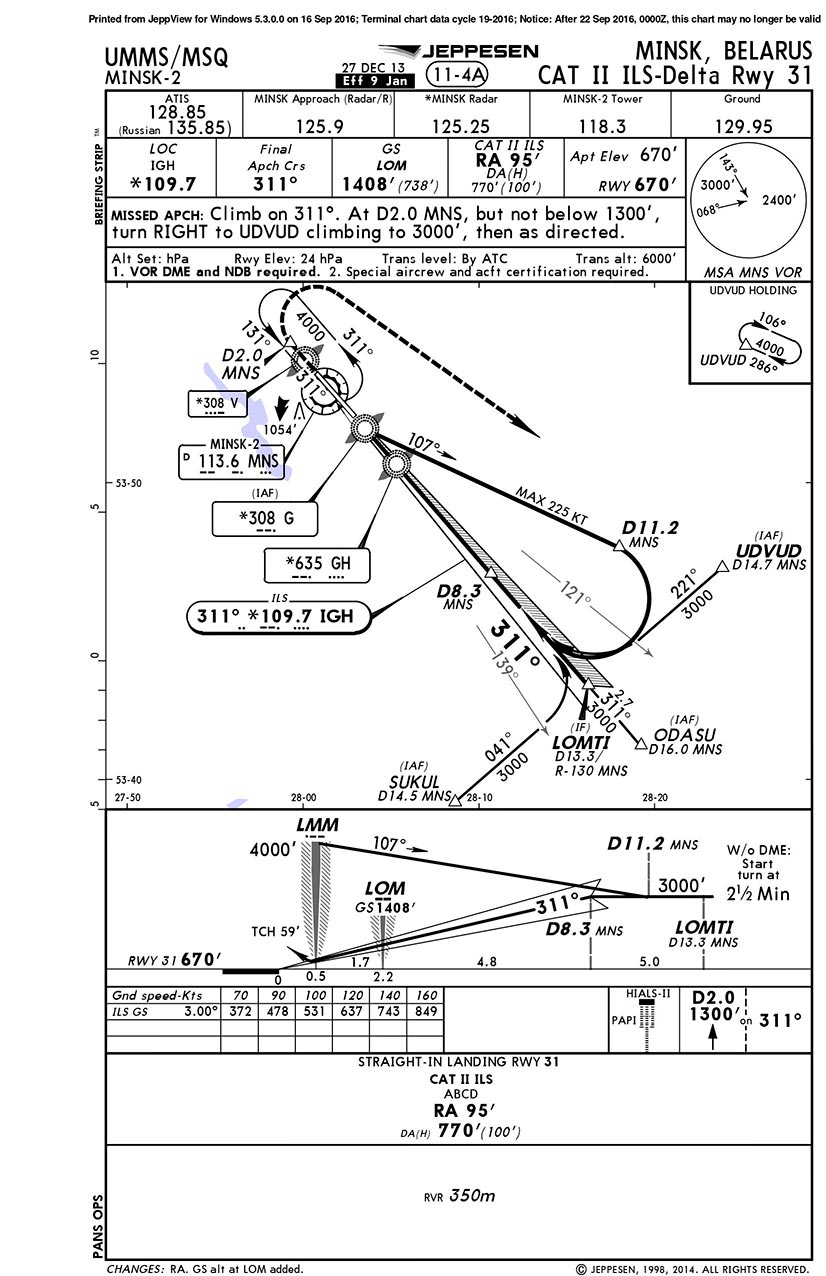 Printed from JeppView for Windows 5.3.0.0 on 16 Sep 2016; Terminal chart data cycle 19-2016; Notice: After 22 Sep 2016, 0000Z, this chart may no longer be valid
UMMS/MSQ
MINSK-2
27 DEC 13
Eff 9 Jan
JEPPESEN
11-4A
MINSK, BELARUS
CAT II ILS-Delta Rwy 31
BRIEFING STRIP TM
ATIS
128.85
(Russian 135.85)
MINSK Approach (Radar/R)
125.9
*MINSK Radar
125.25
MINSK-2 Tower
118.3
Ground
129.95
LOC
IGH
*109.7
Final
Apch Crs
311°
GS
LOM
1408' (738')
CAT II ILS
RA 95'
DA(H)
770' (100')
Apt Elev 670'
RWY 670'
MISSED APCH: Climb on 311°. At D2.0 MNS, but not below 1300',
turn RIGHT to UDVUD climbing to 3000', then as directed.
Alt Set: hPa Rwy Elev: 24 hPa Trans level: By ATC Trans alt: 6000'
1. VOR DME and NDB required. 2. Special aircrew and acft certification required.
143°
3000'
068°
2400'
MSA MNS VOR
UDVUD HOLDING
106°
4000
UDVUD 286°
131°
4000
311°
D2.0
MNS
311°
*308 V
1054'
MINSK-2
D 113.6 MNS
(IAF)
*308 G
*635 GH
ILS
311° *109.7 IGH
107°
MAX 225 KT
D11.2
MNS
(IAF)
UDVUD
D14.7 MNS
221°
3000
D8.3
MNS
121°
311°
139°
2.7
311°
3000
(IF)
LOMTI
D13.3/
R-130 MNS
(IAF)
ODASU
D16.0 MNS
041°
3000
(IAF)
SUKUL
D14.5 MNS
10
5
0
5
53-50
53-40
27-50
28-00
28-10
28-20
LMM
4000'
107°
LOM
GS 1408'
TCH 59'
RWY 31 670'
D11.2 MNS
3000'
311°
D8.3 MNS
LOMTI
D13.3 MNS
W/o DME:
Start
turn at
2½ Min
0
0.5
1.7
2.2
4.8
5.0
Gnd speed-Kts 70 90 100 120 140 160
ILS GS 3.00° 372 478 531 637 743 849
HIALS-II
PAPI
D2.0
1300'
on 311°
STRAIGHT-IN LANDING RWY 31
CAT II ILS
ABCD
RA 95'
DA(H) 770' (100')
RVR 350m
PANS OPS
CHANGES: RA. GS alt at LOM added.
© JEPPESEN, 1998, 2014. ALL RIGHTS RESERVED.